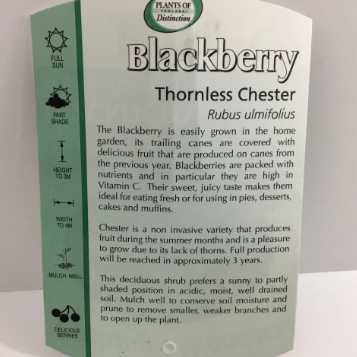 PLANTS OF
Distinction
Blackberry
Thornless Chester
Rubus ulmifolius
FULL
SUN
PART
SHADE
HEIGHT
TO 3M
WIDTH
TO 4M
MULCH WELL
DELICIOUS
BERRIES
The Blackberry is easily grown in the home
garden, its trailing canes are covered with
delicious fruit that are produced on canes from
the previous year. Blackberries are packed with
nutrients and in particular they are high in
Vitamin C. Their sweet, juicy taste makes them
ideal for eating fresh or for using in pies, desserts,
cakes and muffins.
Chester is a non invasive variety that produces
fruit during the summer months and is a pleasure
to grow due to its lack of thorns. Full production
will be reached in approximately 3 years.
This deciduous shrub prefers a sunny to partly
shaded position in acidic, moist, well drained
soil. Mulch well to conserve soil moisture and
prune to remove smaller, weaker branches and
to open up the plant.